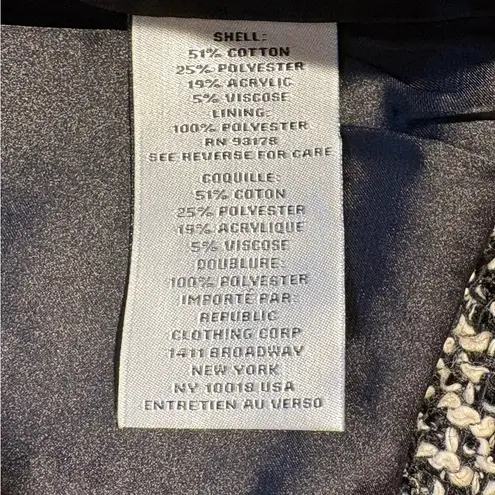 SHELL:
51% COTTON
25% POLYESTER
19% ACRYLIC
5% VISCOSE
LINING:
100% POLYESTER
RN 93178
SEE REVERSE FOR CARE
COQUILLE:
51% COTON
25% POLYESTER
19% ACRYLIQUE
5% VISCOSE
DOUBLURE:
100% POLYESTER
IMPORTÉ PAR:
REPUBLIC
CLOTHING CORP
1411 BROADWAY
NEW YORK
NY 10018 USA
ENTRETIEN AU VERSO